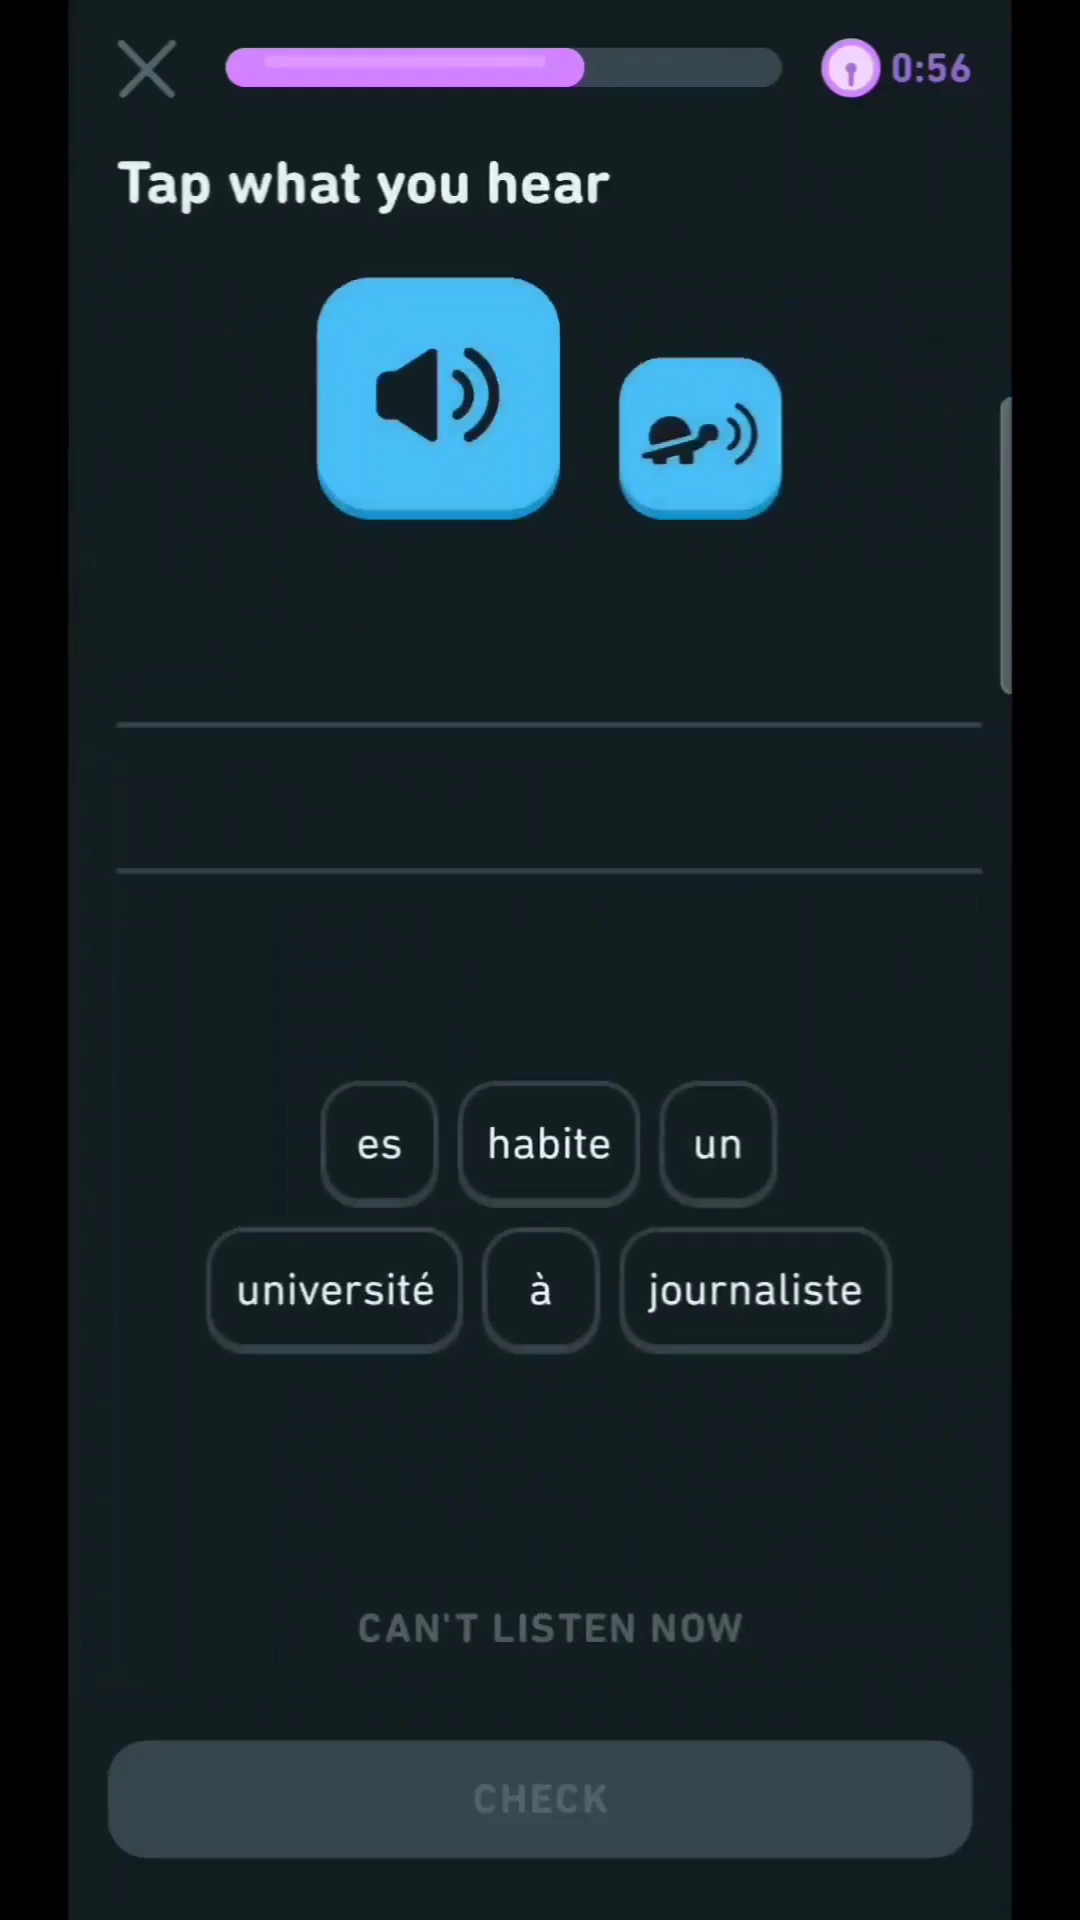 0:56
Tap what you hear
es habite un
université à journaliste
CAN'T LISTEN NOW
CHECK